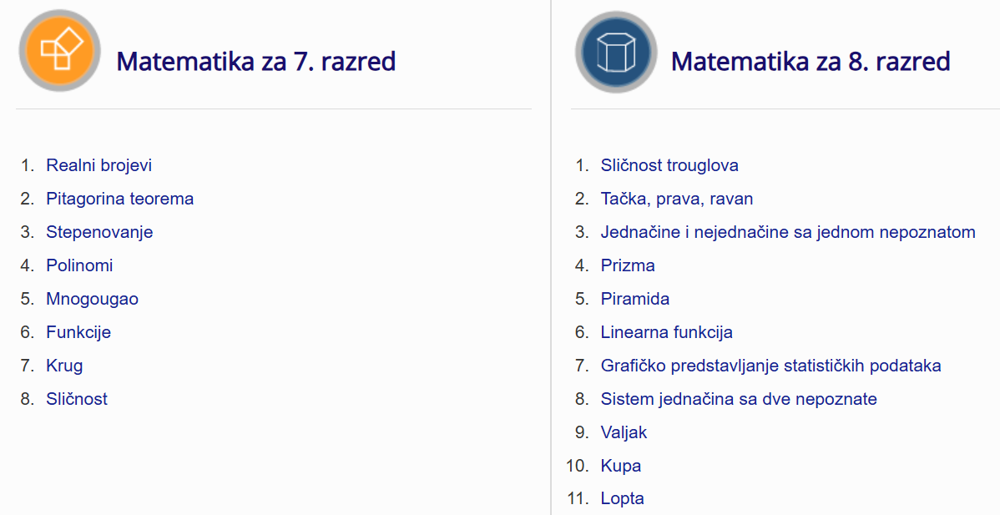 Matematika za 7. razred
1. Realni brojevi
2. Pitagorina teorema
3. Stepenovanje
4. Polinomi
5. Mnogougao
6. Funkcije
7. Krug
8. Sličnost
Matematika za 8. razred
1. Sličnost trouglova
2. Tačka, prava, ravan
3. Jednačine i nejednačine sa jednom nepoznatom
4. Prizma
5. Piramida
6. Linearna funkcija
7. Grafičko predstavljanje statističkih podataka
8. Sistem jednačina sa dve nepoznate
9. Valjak
10. Kupa
11. Lopta